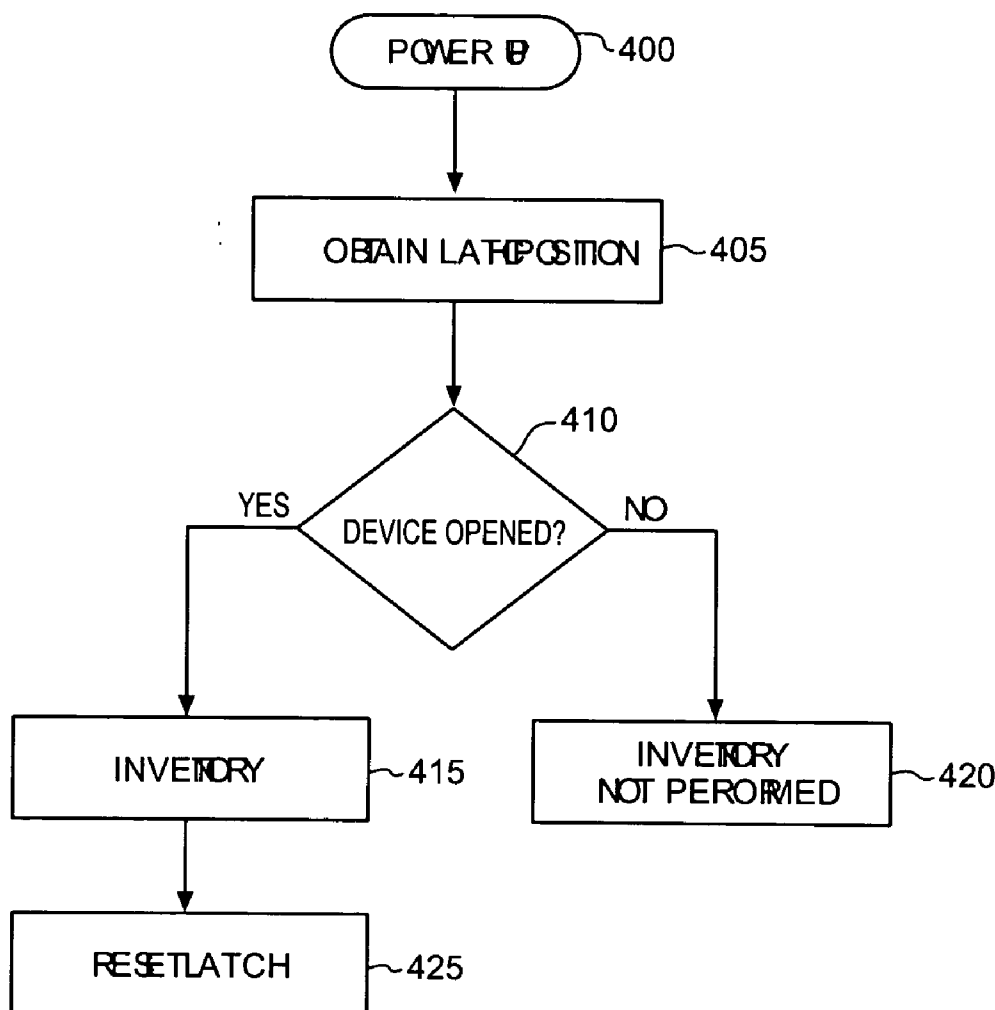 POWER UP
400
OBTAIN LATCH POSITION
405
410
YES
DEVICE OPENED?
NO
INVENTORY
415
INVENTORY
NOT PERORMED
420
RESET LATCH
425